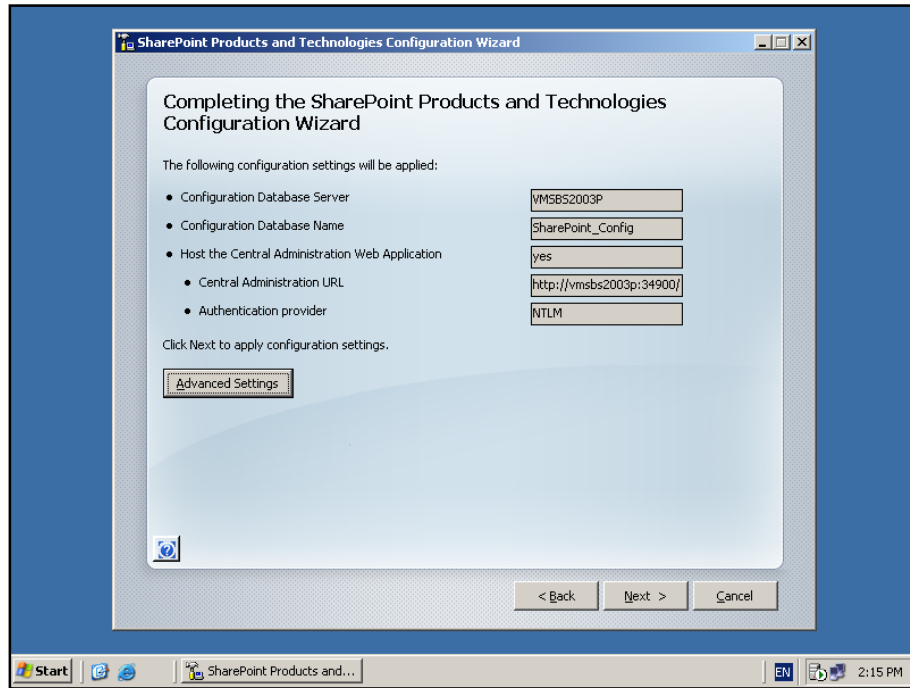 SharePoint Products and Technologies Configuration Wizard
Completing the SharePoint Products and Technologies
Configuration Wizard
The following configuration settings will be applied:
Configuration Database Server VMSBS2003P
Configuration Database Name SharePoint_Config
Host the Central Administration Web Application yes
Central Administration URL http://vmsbs2003p:34900/
Authentication provider NTLM
Click Next to apply configuration settings.
Advanced Settings
< Back Next > Cancel
Start SharePoint Products and... EN 2:15 PM